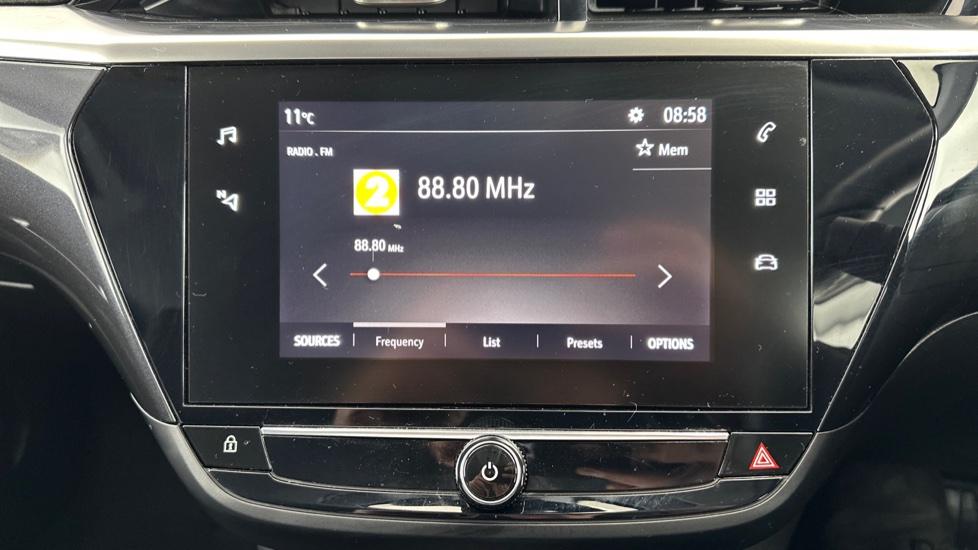 11°C 08:58
RADIO . FM
Mem
2
88.80 MHz
88.80 MHz
N
SOURCES Frequency List Presets OPTIONS